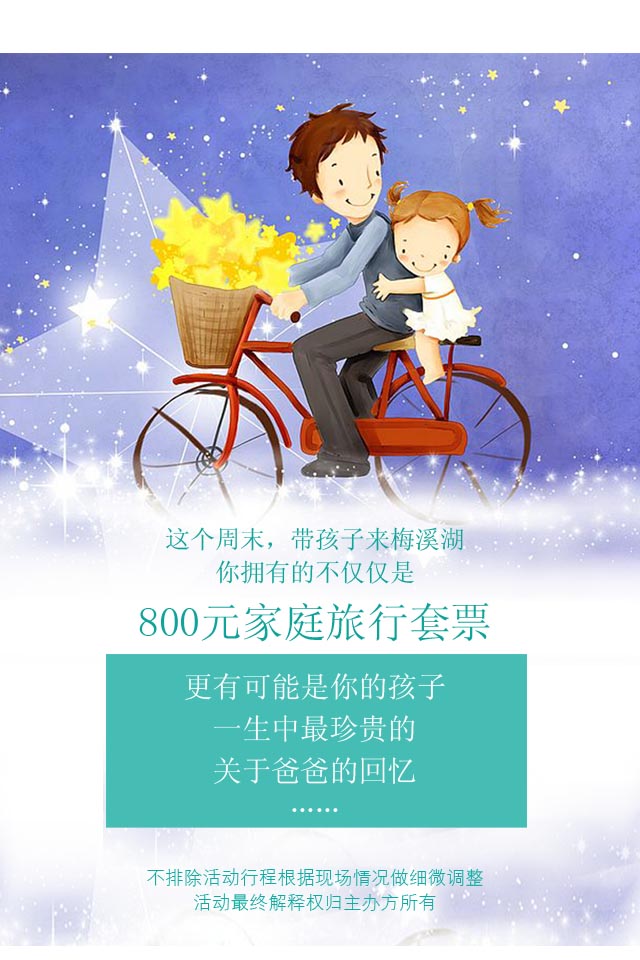 这个周末，带孩子来梅溪湖
你拥有的不仅仅是
800元家庭旅行套票
更有可能是你的孩子
一生中最珍贵的
关于爸爸的回忆
……
不排除活动行程根据现场情况做细微调整
活动最终解释权归主办方所有